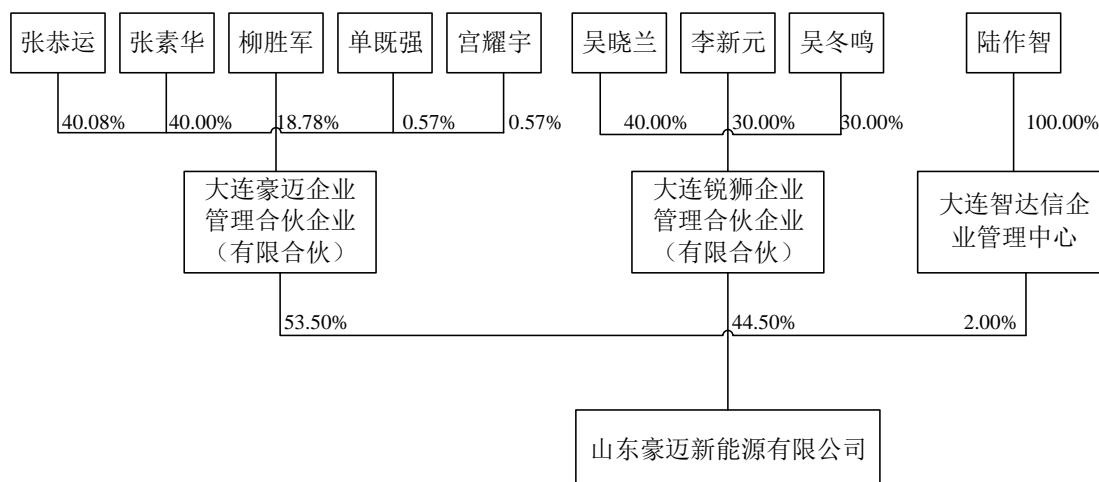 张恭运
张素华
柳胜军
单既强
宫耀宇
吴晓兰
李新元
吴冬鸣
陆作智
40.08%
40.00%
18.78%
0.57%
0.57%
40.00%
30.00%
30.00%
100.00%
大连豪迈企业
管理合伙企业
（有限合伙）
大连锐狮企业
管理合伙企业
（有限合伙）
大连智达信企
业管理中心
53.50%
44.50%
2.00%
山东豪迈新能源有限公司